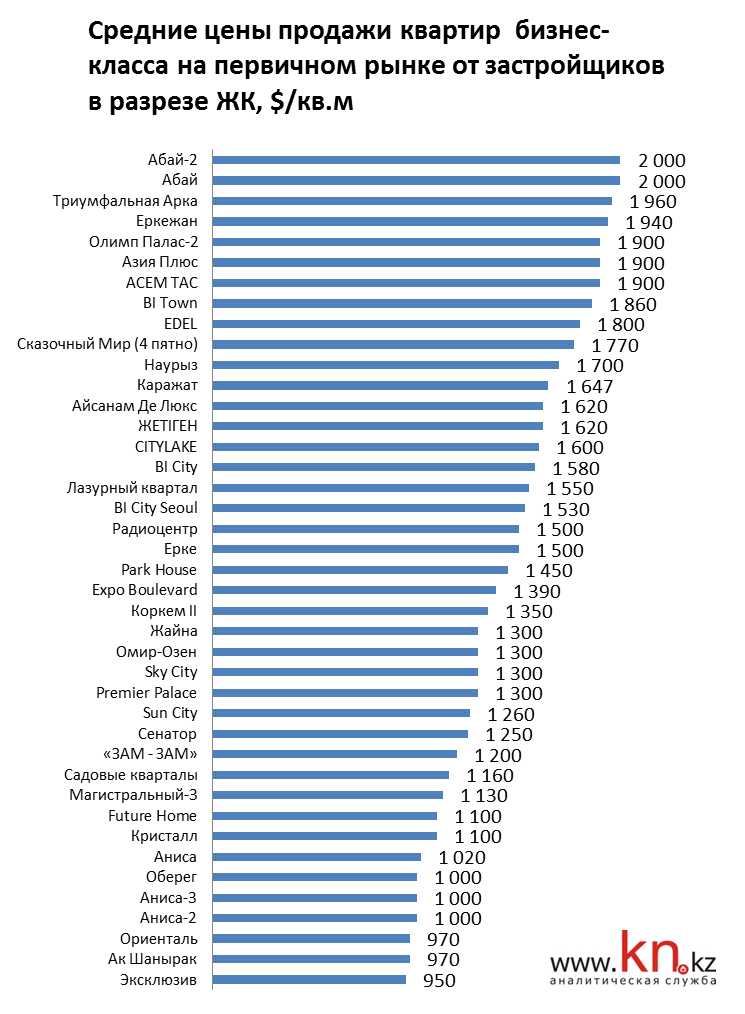 Средние цены продажи квартир бизнес-
класса на первичном рынке от застройщиков
в разрезе ЖК, $/кв.м
Абай-2 2 000
Абай 2 000
Триумфальная Арка 1 960
Еркежан 1 940
Олимп Палас-2 1 900
Азия Плюс 1 900
АСЕМ ТАС 1 900
BI Town 1 860
EDEL 1 800
Сказочный Мир (4 пятно) 1 770
Наурыз 1 700
Каражат 1 647
Айсанам Де Люкс 1 620
ЖЕТІГЕН 1 620
CITYLAKE 1 600
BI City 1 580
Лазурный квартал 1 550
BI City Seoul 1 530
Радиоцентр 1 500
Ерке 1 500
Park House 1 450
Expo Boulevard 1 390
Коркем II 1 350
Жайна 1 300
Омир-Озен 1 300
Sky City 1 300
Premier Palace 1 300
Sun City 1 260
Сенатор 1 250
«ЗАМ - ЗАМ» 1 200
Садовые кварталы 1 160
Магистральный-3 1 130
Future Home 1 100
Кристалл 1 100
Аниса 1 020
Оберег 1 000
Аниса-3 1 000
Аниса-2 1 000
Ориенталь 970
Ак Шанырак 970
Эксклюзив 950
www.kn.kz
аналитическая служба